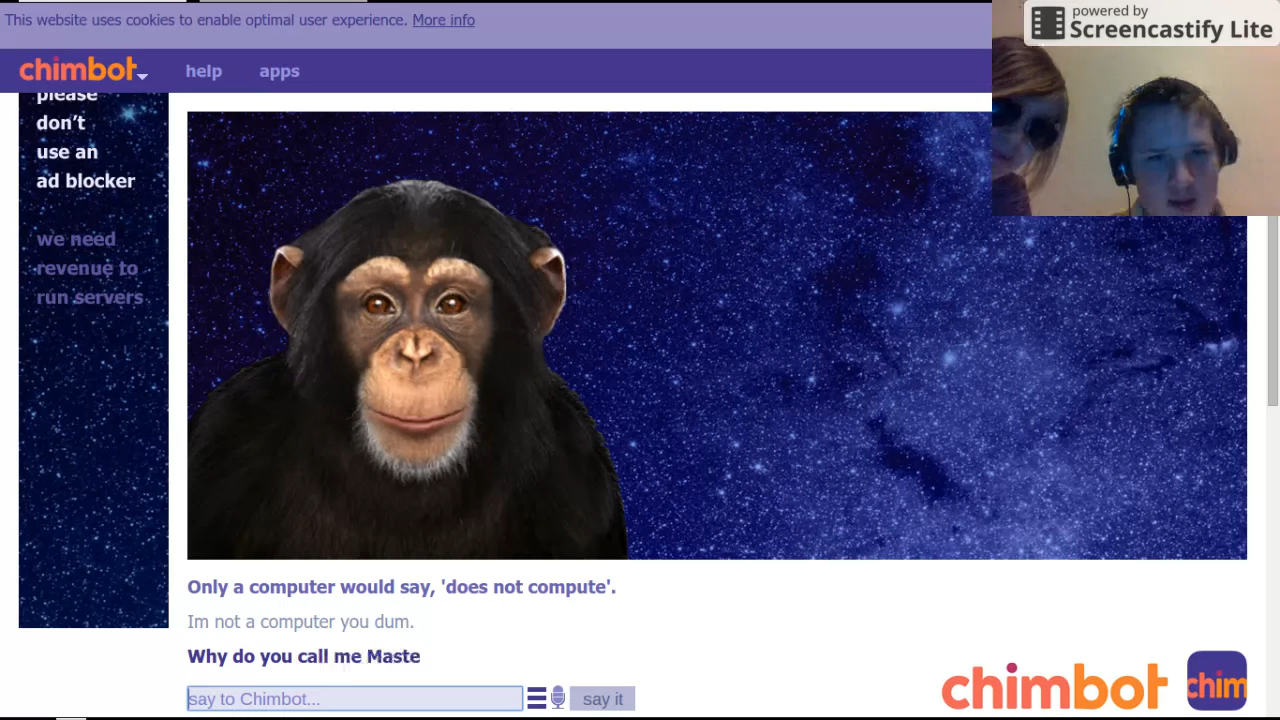 This website uses cookies to enable optimal user experience. More info
powered by
Screencastify Lite
chimbot
help
apps
please
don't
use an
ad blocker
we need
revenue to
run servers
Only a computer would say, 'does not compute'.
Im not a computer you dum.
Why do you call me Maste
say to Chimbot...
say it
chimbot
chim